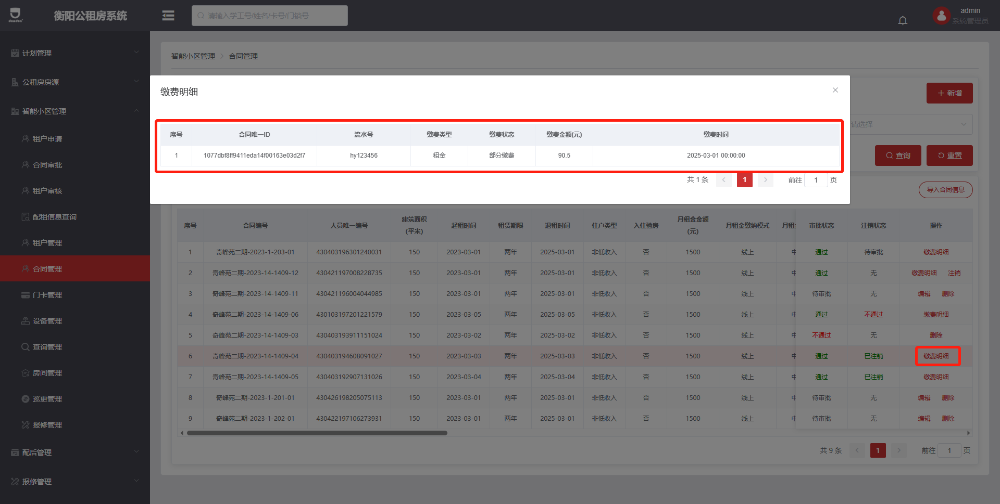 衡阳公租房系统
请输入学工号/姓名/卡号/门锁号
admin
系统管理员
计划管理
公租房房源
智能小区管理
租户申请
合同审批
租户审核
配租信息查询
租户管理
合同管理
门卡管理
设备管理
查询管理
房间管理
巡更管理
报修管理
配后管理
报修管理
智能小区管理 > 合同管理
+ 新增
请选择
查询 重置
导入合同信息
缴费明细
序号 合同唯一ID 流水号 缴费类型 缴费状态 缴费金额(元) 缴费时间
1 1077dbf8ff9411eda14f00163e03d2f7 hy123456 租金 部分缴费 90.5 2025-03-01 00:00:00
共 1 条 1 前往 1 页
序号 合同编号 人员唯一编号 建筑面积(平米) 起租时间 租赁期限 退租时间 住户类型 入住验房 月租金金额(元) 月租金缴纳模式 月租金 审批状态 注销状态 操作
1 奇峰苑二期-2023-1-203-01 430403196301240031 150 2023-03-01 两年 2025-03-01 非低收入 否 1500 线上 中 通过 待审批 缴费明细
2 奇峰苑二期-2023-14-1409-12 430421197008228735 150 2023-03-01 两年 2025-03-01 非低收入 否 1500 线上 中 通过 无 缴费明细 注销
3 奇峰苑二期-2023-14-1409-11 430421196004044985 150 2023-03-01 两年 2025-03-01 非低收入 否 1500 线上 中 待审批 无 编辑 删除
4 奇峰苑二期-2023-14-1409-06 430103197201221579 150 2023-03-05 两年 2025-03-05 非低收入 否 1500 线上 中 通过 不通过 缴费明细
5 奇峰苑二期-2023-14-1409-03 430403193911151024 150 2023-03-02 两年 2025-03-02 非低收入 否 1500 线上 中 不通过 无 删除
6 奇峰苑二期-2023-14-1409-04 430403194608091027 150 2023-03-03 两年 2025-03-03 非低收入 否 1500 线上 中 通过 已注销 缴费明细
7 奇峰苑二期-2023-14-1409-05 430403192907131026 150 2023-03-04 两年 2025-03-04 非低收入 否 1500 线上 中 通过 已注销 缴费明细
8 奇峰苑二期-2023-1-201-01 430426198205075113 150 2023-03-01 两年 2025-03-01 非低收入 否 1500 线上 中 待审批 无 编辑 删除
9 奇峰苑二期-2023-1-202-01 430422197106273931 150 2023-03-01 两年 2025-03-01 非低收入 否 1500 线上 中 待审批 无 编辑 删除
共 9 条 1 前往 1 页